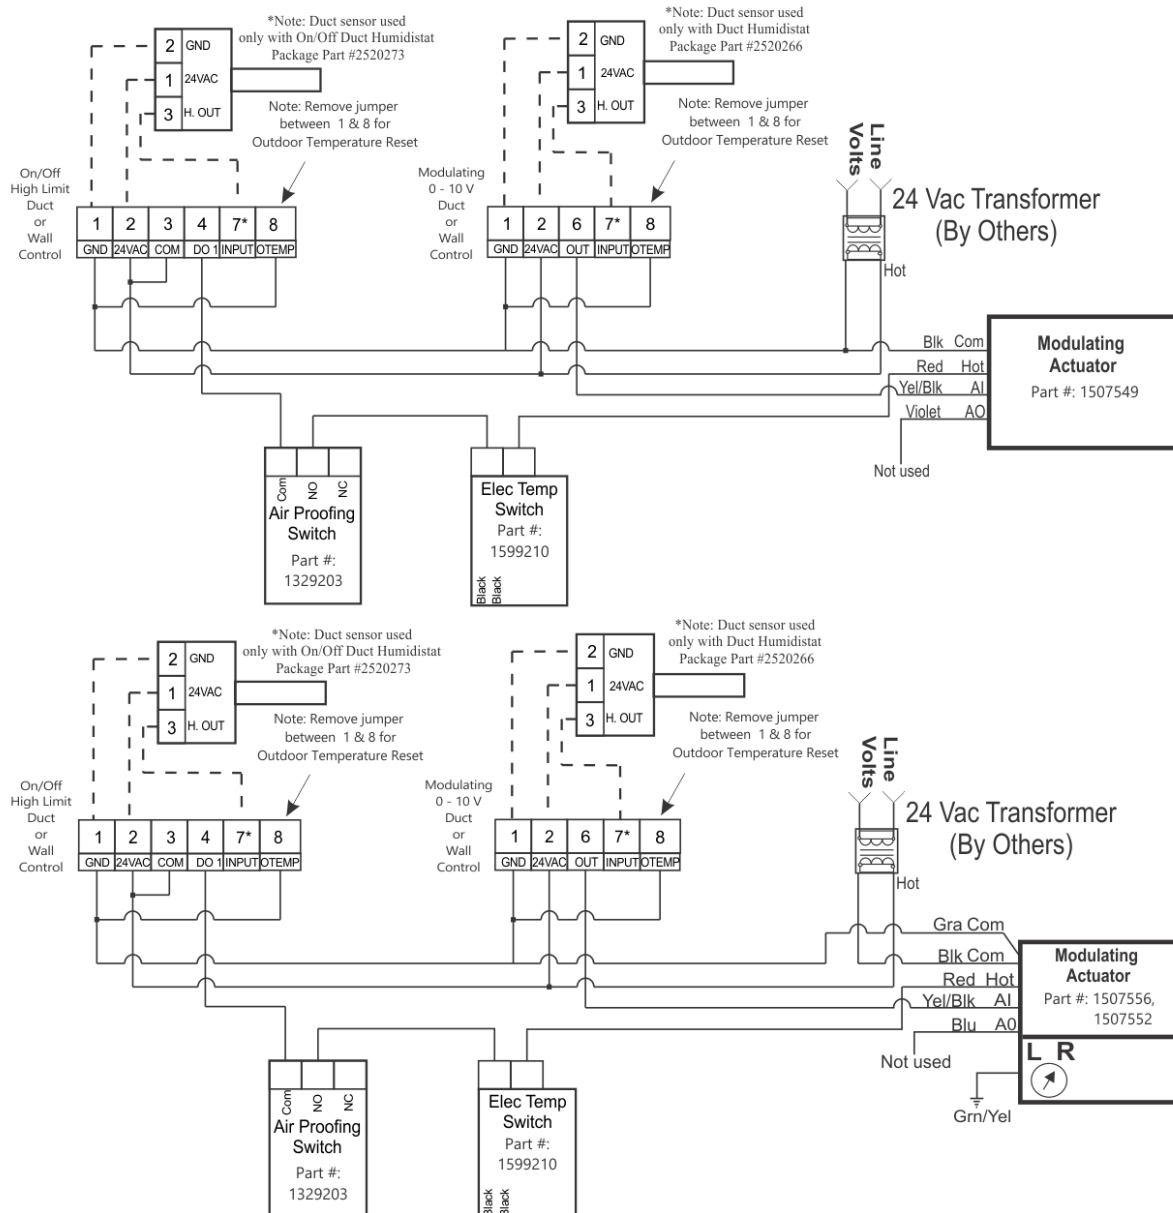 *Note: Duct sensor used
only with On/Off Duct Humidistat
Package Part #2520273
2 GND
1 24VAC
3 H. OUT
Note: Remove jumper
between 1 & 8 for
Outdoor Temperature Reset
On/Off
High Limit
Duct
or
Wall
Control
1 2 3 4 7* 8
GND 24VAC COM DO 1 INPUT OTEMP
*Note: Duct sensor used
only with Duct Humidistat
Package Part #2520266
2 GND
1 24VAC
3 H. OUT
Note: Remove jumper
between 1 & 8 for
Outdoor Temperature Reset
Modulating
0 - 10 V
Duct
or
Wall
Control
1 2 6 7* 8
GND 24VAC OUT INPUT OTEMP
Line
Volts
24 Vac Transformer
(By Others)
Hot
Blk Com
Red Hot
Yel/Blk AI
Violet AO
Not used
Modulating
Actuator
Part #: 1507549
Com
NO
NC
Air Proofing
Switch
Part #:
1329203
Elec Temp
Switch
Part #:
1599210
Black
Black
*Note: Duct sensor used
only with On/Off Duct Humidistat
Package Part #2520273
2 GND
1 24VAC
3 H. OUT
Note: Remove jumper
between 1 & 8 for
Outdoor Temperature Reset
On/Off
High Limit
Duct
or
Wall
Control
1 2 3 4 7* 8
GND 24VAC COM DO 1 INPUT OTEMP
*Note: Duct sensor used
only with Duct Humidistat
Package Part #2520266
2 GND
1 24VAC
3 H. OUT
Note: Remove jumper
between 1 & 8 for
Outdoor Temperature Reset
Modulating
0 - 10 V
Duct
or
Wall
Control
1 2 6 7* 8
GND 24VAC OUT INPUT OTEMP
Line
Volts
24 Vac Transformer
(By Others)
Hot
Gra Com
Blk Com
Red Hot
Yel/Blk AI
Blu A0
Not used
Modulating
Actuator
Part #: 1507556,
1507552
L R
Grn/Yel
Com
NO
NC
Air Proofing
Switch
Part #:
1329203
Elec Temp
Switch
Part #:
1599210
Black
Black